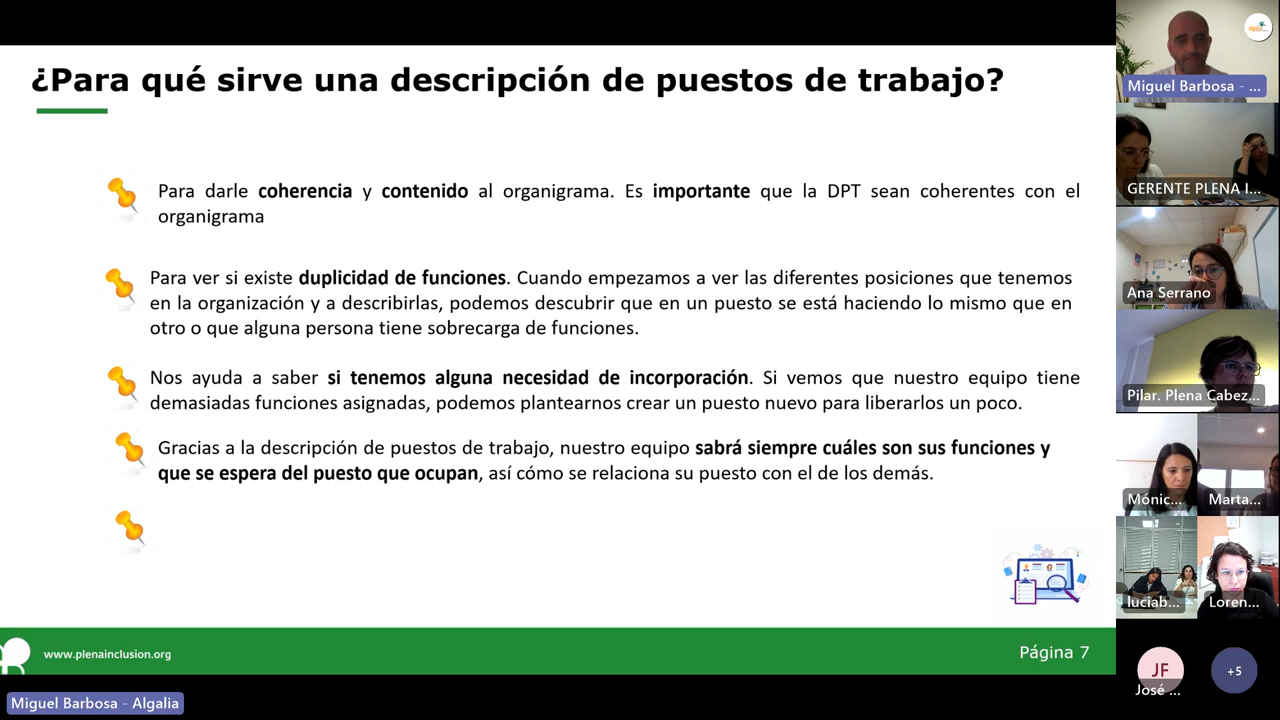 ¿Para qué sirve una descripción de puestos de trabajo?
Para darle coherencia y contenido al organigrama. Es importante que la DPT sean coherentes con el
organigrama
Para ver si existe duplicidad de funciones. Cuando empezamos a ver las diferentes posiciones que tenemos
en la organización y a describirlas, podemos descubrir que en un puesto se está haciendo lo mismo que en
otro o que alguna persona tiene sobrecarga de funciones.
Nos ayuda a saber si tenemos alguna necesidad de incorporación. Si vemos que nuestro equipo tiene
demasiadas funciones asignadas, podemos plantearnos crear un puesto nuevo para liberarlos un poco.
Gracias a la descripción de puestos de trabajo, nuestro equipo sabrá siempre cuáles son sus funciones y
que se espera del puesto que ocupan, así cómo se relaciona su puesto con el de los demás.
www.plenainclusion.org
Página 7
Miguel Barbosa - Algalia
Miguel Barbosa - ...
GERENTE PLENA I...
Ana Serrano
Pilar. Plena Cabez...
Mónic...
Marta...
luciab...
Loren...
JF
José ...
+5